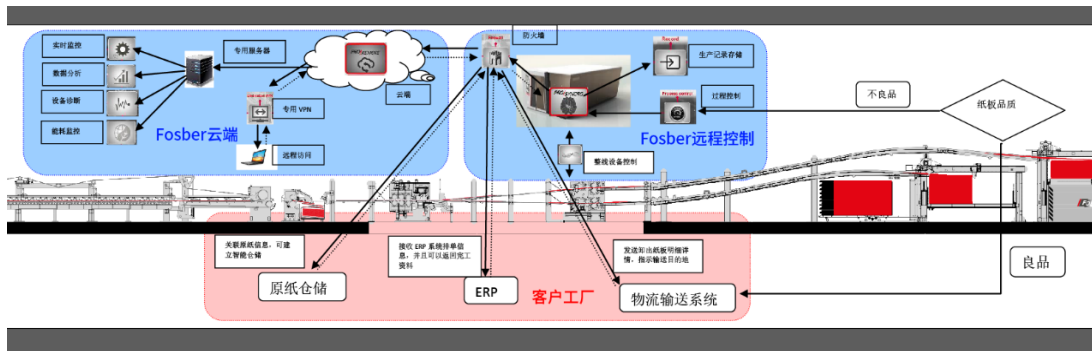 实时监控
数据分析
设备诊断
能耗监控
专用服务器
云端
专用 VPN
远程访问
Fosber云端
防火墙
Record
生产记录存储
过程控制
整线设备控制
Fosber远程控制
不良品
纸板品质
良品
关联原纸信息，可建
立智能仓储
原纸仓储
接收 ERP 系统排单信
息，并且可以返回完工
资料
ERP
客户工厂
发送卸出纸板明细详
情，指示输送目的地
物流输送系统